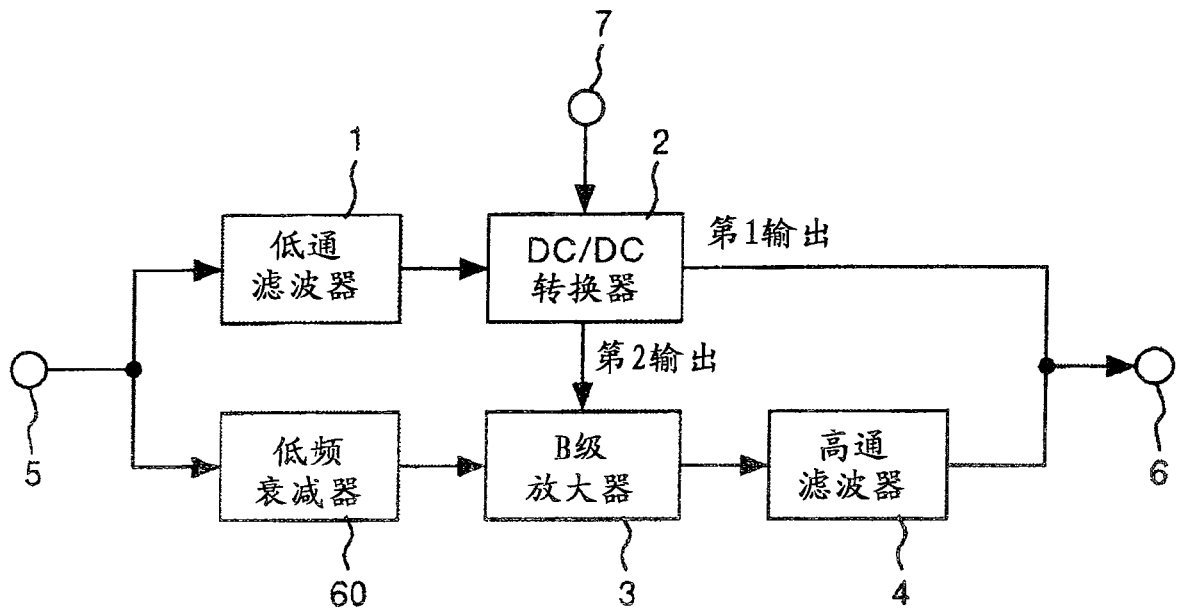 7
1
2
低通
滤波器
DC/DC
转换器
第1输出
第2输出
5
低频
衰减器
B级
放大器
高通
滤波器
6
60
3
4